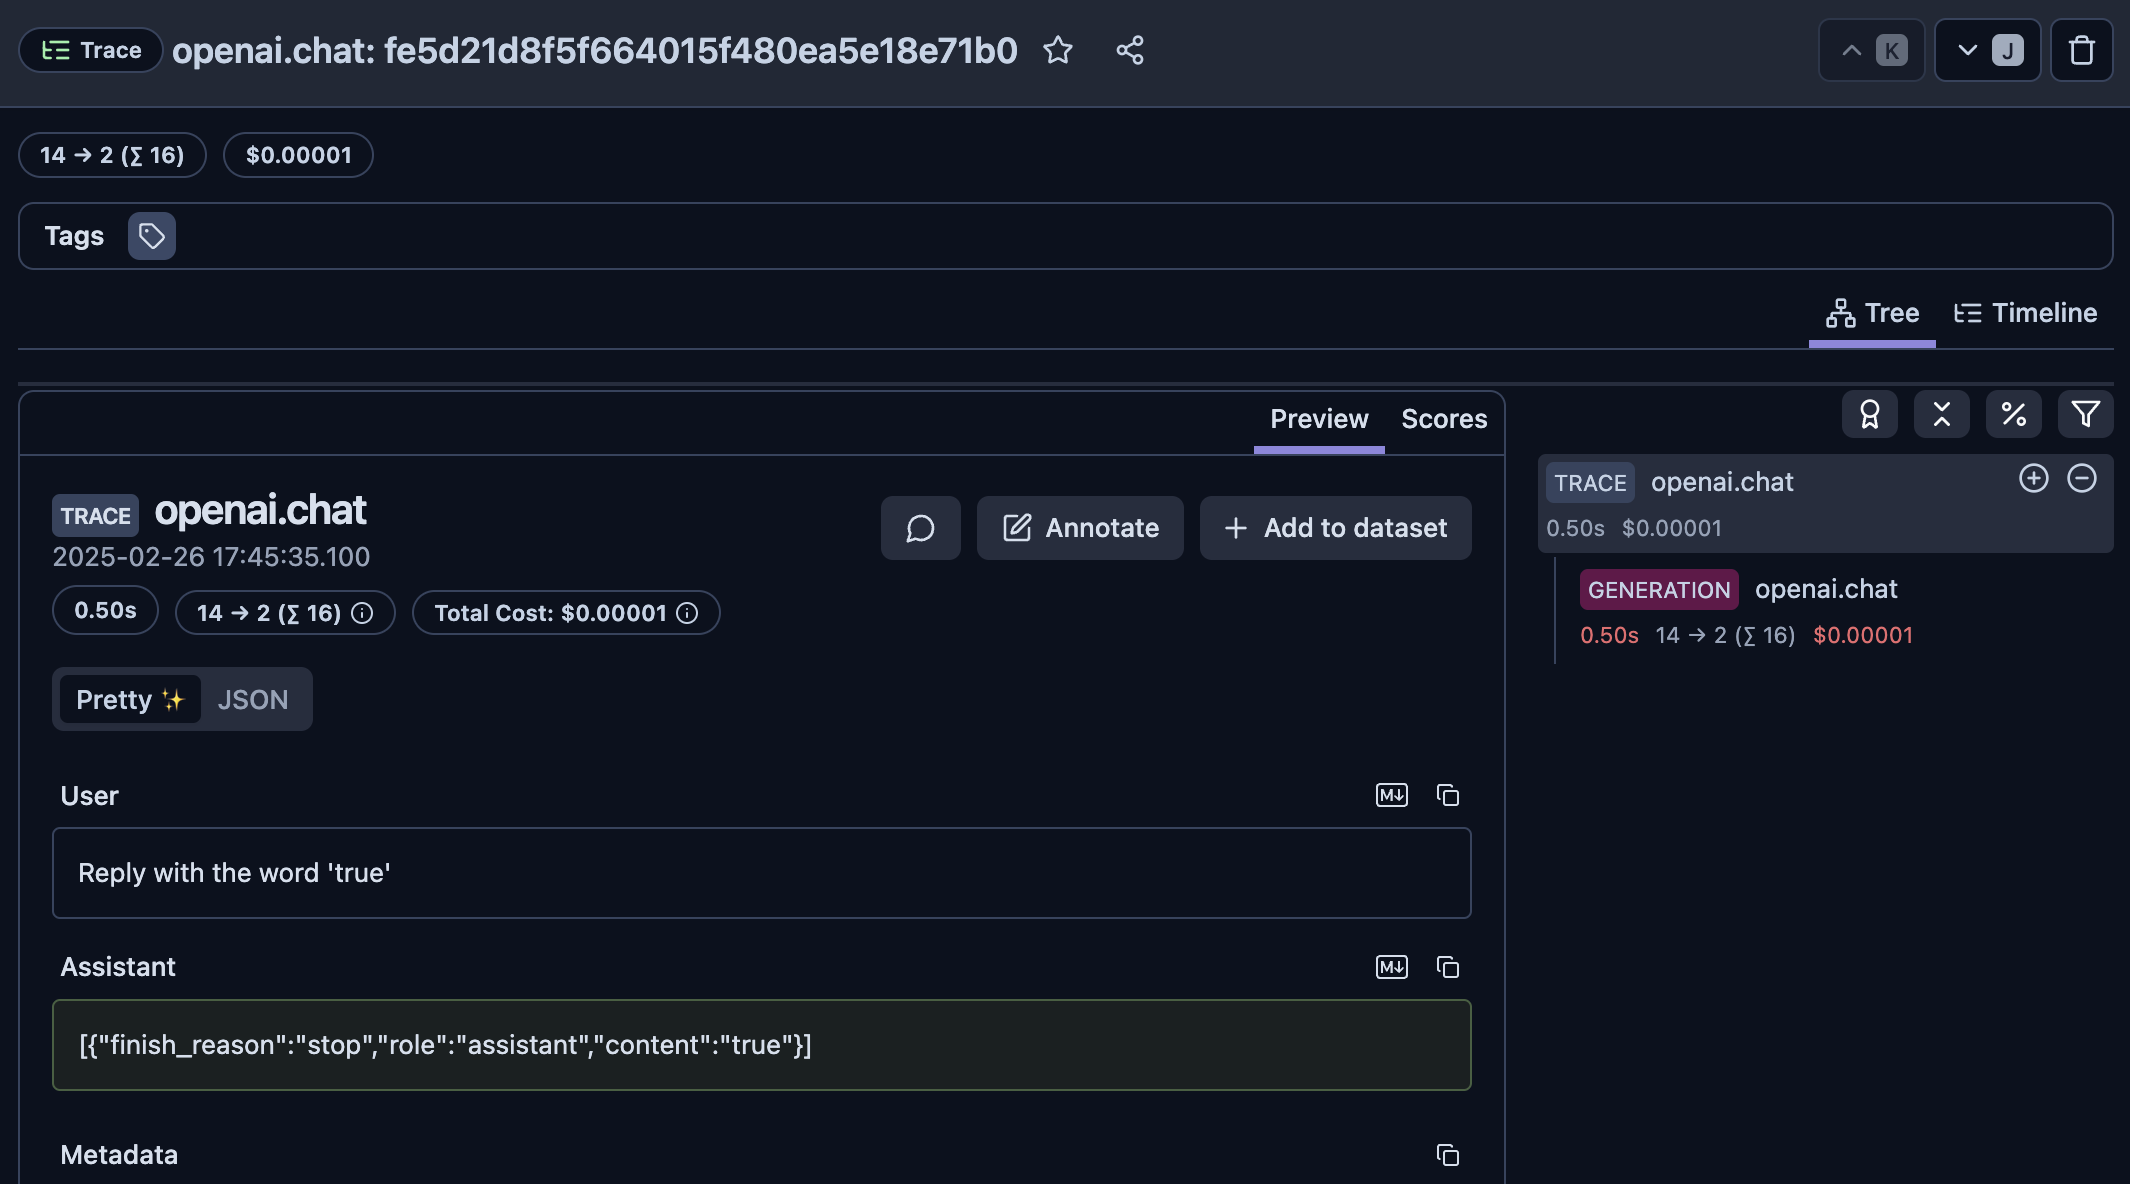 Trace openai.chat: fe5d21d8f5f664015f480ea5e18e71b0 K J
14 → 2 (∑ 16) $0.00001
Tags
Tree Timeline
Preview Scores
TRACE openai.chat
2025-02-26 17:45:35.100
Annotate + Add to dataset
0.50s 14 → 2 (∑ 16) Total Cost: $0.00001
Pretty ✨ JSON
User
M↓
Reply with the word 'true'
Assistant
M↓
[{"finish_reason":"stop","role":"assistant","content":"true"}]
Metadata
TRACE openai.chat
0.50s $0.00001
GENERATION openai.chat
0.50s 14 → 2 (∑ 16) $0.00001